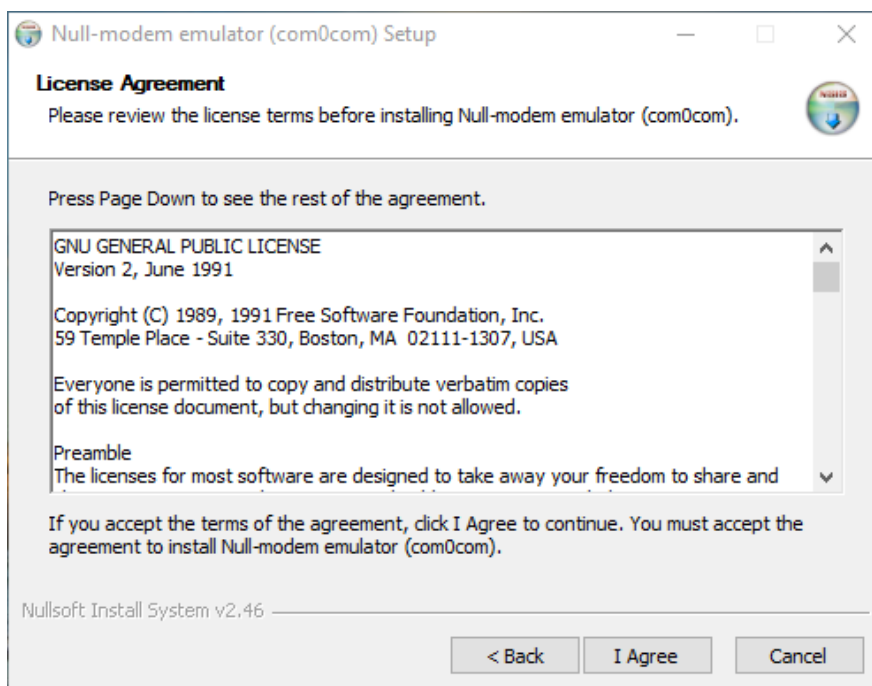 Null-modem emulator (com0com) Setup
License Agreement
Please review the license terms before installing Null-modem emulator (com0com).
Press Page Down to see the rest of the agreement.
GNU GENERAL PUBLIC LICENSE
Version 2, June 1991
Copyright (C) 1989, 1991 Free Software Foundation, Inc.
59 Temple Place - Suite 330, Boston, MA  02111-1307, USA
Everyone is permitted to copy and distribute verbatim copies
of this license document, but changing it is not allowed.
Preamble
The licenses for most software are designed to take away your freedom to share and
If you accept the terms of the agreement, click I Agree to continue. You must accept the
agreement to install Null-modem emulator (com0com).
Nullsoft Install System v2.46
< Back
I Agree
Cancel